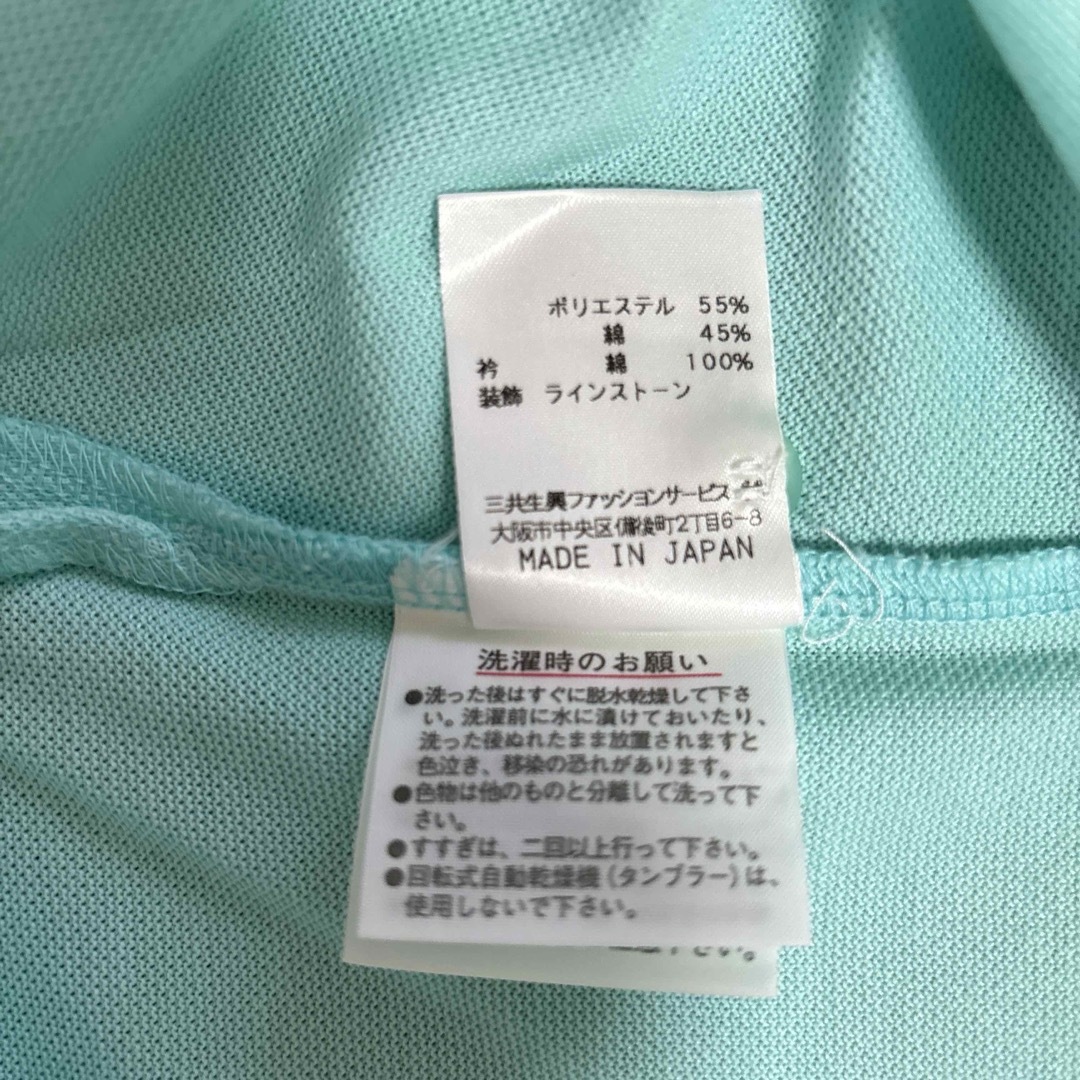 ポリエステル 55%
綿 45%
衿 綿 100%
装飾 ラインストーン
三共生興ファッションサービス
大阪市中央区備後町2丁目6-8
MADE IN JAPAN
洗濯時のお願い
●洗った後はすぐに脱水乾燥して下さ
い。洗濯前に水に漬けておいたり、
洗った後ぬれたまま放置されますと
色泣き、移染の恐れがあります。
●色物は他のものと分離して洗って下
さい。
●すすぎは、二回以上行って下さい。
●回転式自動乾燥機(タンブラー)は、
使用しないで下さい。
下さい。